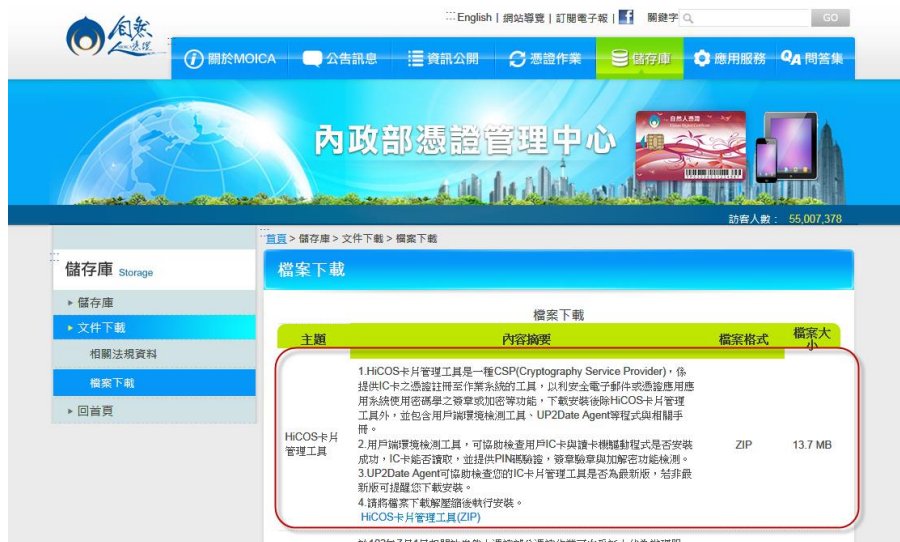 自然
人憑證
:::English | 網站導覽 | 訂閱電子報 | 關鍵字 GO
關於MOICA 公告訊息 資訊公開 憑證作業 儲存庫 應用服務 QA 問答集
內政部憑證管理中心
自然人憑證
訪客人數： 55,007,378
:::
首頁 > 儲存庫 > 文件下載 > 檔案下載
:::
儲存庫 Storage
檔案下載
儲存庫
文件下載
相關法規資料
檔案下載
回首頁
檔案下載
主題 內容摘要 檔案格式 檔案大小
HiCOS卡片管理工具
1.HiCOS卡片管理工具是一種CSP(Cryptography Service Provider)，係
提供IC卡之憑證註冊至作業系統的工具，以利安全電子郵件或憑證應用應
用系統使用密碼學之簽章或加密等功能，下載安裝後除HiCOS卡片管理
工具外，並包含用戶端環境檢測工具、UP2Date Agent等程式與相關手
冊。
2.用戶端環境檢測工具，可協助檢查用戶IC卡與讀卡機驅動程式是否安裝
成功，IC卡能否讀取，並提供PIN碼驗證，簽章驗章與加解密功能檢測。
3.UP2Date Agent可協助檢查您的IC卡片管理工具是否為最新版，若非最
新版可提醒您下載安裝。
4.請將檔案下載解壓縮後執行安裝。
HiCOS卡片管理工具(ZIP)
ZIP 13.7 MB